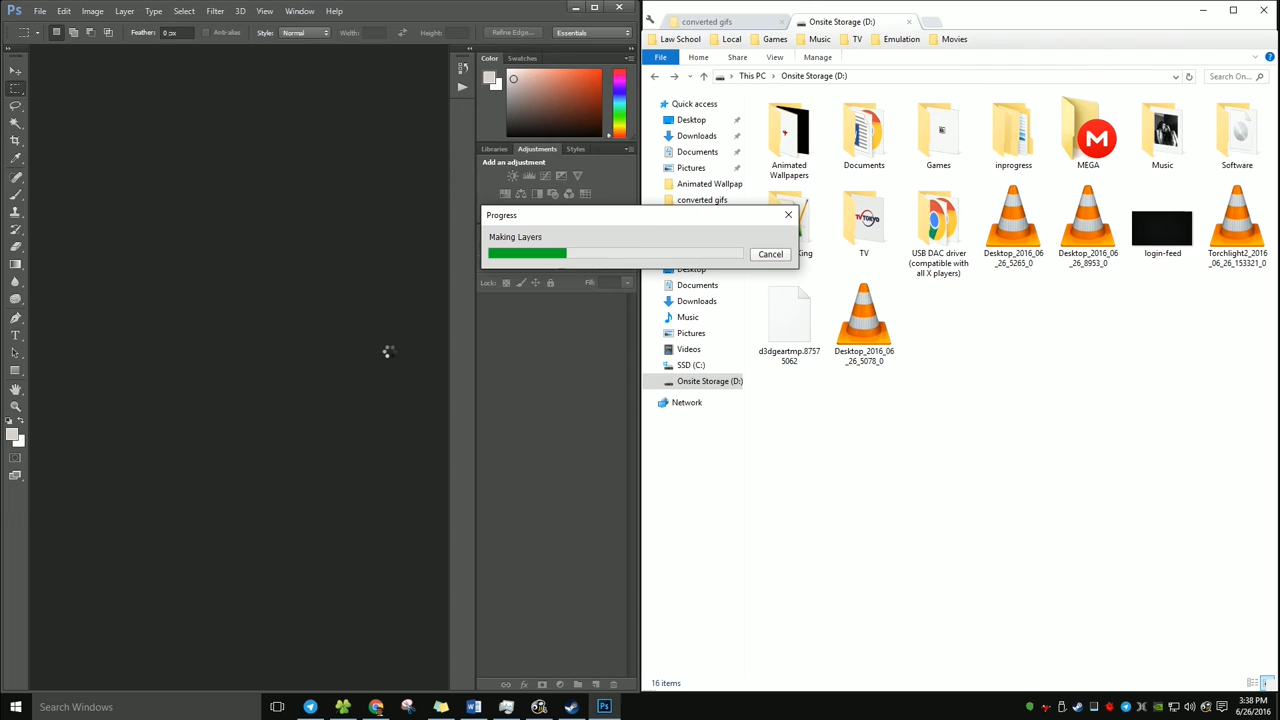 Ps File Edit Image Layer Type Select Filter 3D View Window Help
Feather: 0 px Anti-alias Style: Normal Width: Height: Refine Edge... Essentials
Color Swatches
Libraries Adjustments Styles
Add an adjustment
Progress
Making Layers
Cancel
Lock: Fill:
converted gifs
Onsite Storage (D:)
Law School Local Games Music TV Emulation Movies
File Home Share View Manage
This PC Onsite Storage (D:)
Search On...
Quick access
Desktop
Downloads
Documents
Pictures
Animated Wallpap
converted gifs
Desktop
Documents
Downloads
Music
Pictures
Videos
SSD (C:)
Onsite Storage (D:)
Network
Animated
Wallpapers
Documents
Games
inprogress
MEGA
Music
Software
TV TOKYO
TV
USB DAC driver
(compatible with
all X players)
Desktop_2016_06
_26_5265_0
Desktop_2016_06
_26_8953_0
login-feed
Torchlight2_2016
_06_26_153321_0
d3dgeartmp.8757
5062
Desktop_2016_06
_26_5078_0
16 items
Search Windows
3:38 PM
6/26/2016